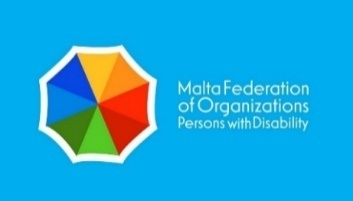 Malta Federation
of Organizations
Persons with Disability